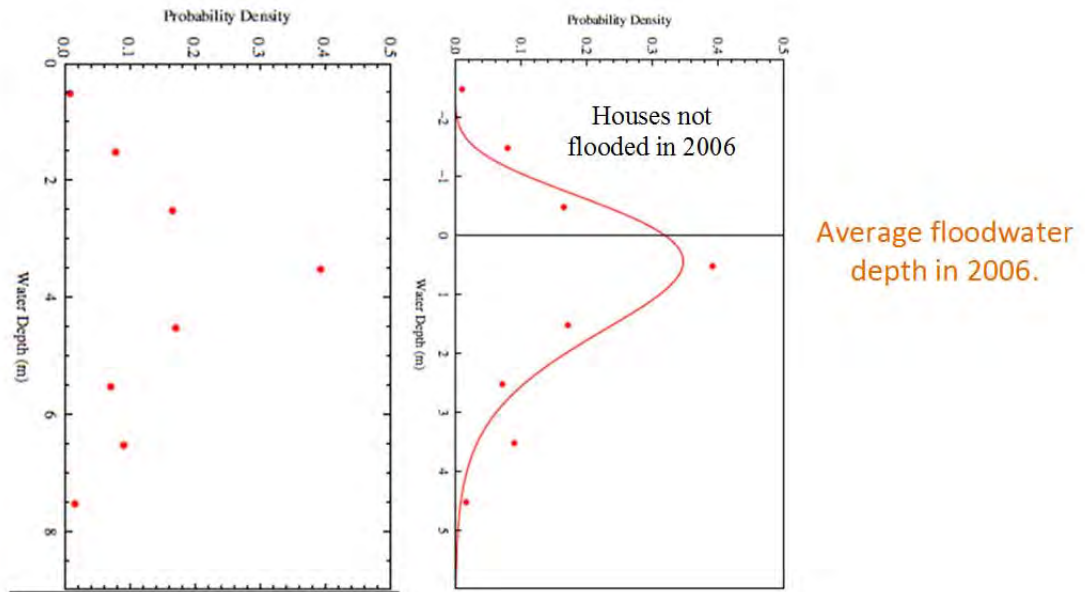 Probability Density
0.0 0.1 0.2 0.3 0.4 0.5
0
2
4
6
8
Water Depth (m)
Probability Density
0.0 0.1 0.2 0.3 0.4 0.5
-2
-1
0
1
2
3
4
5
Water Depth (m)
Houses not
flooded in 2006
Average floodwater
depth in 2006.